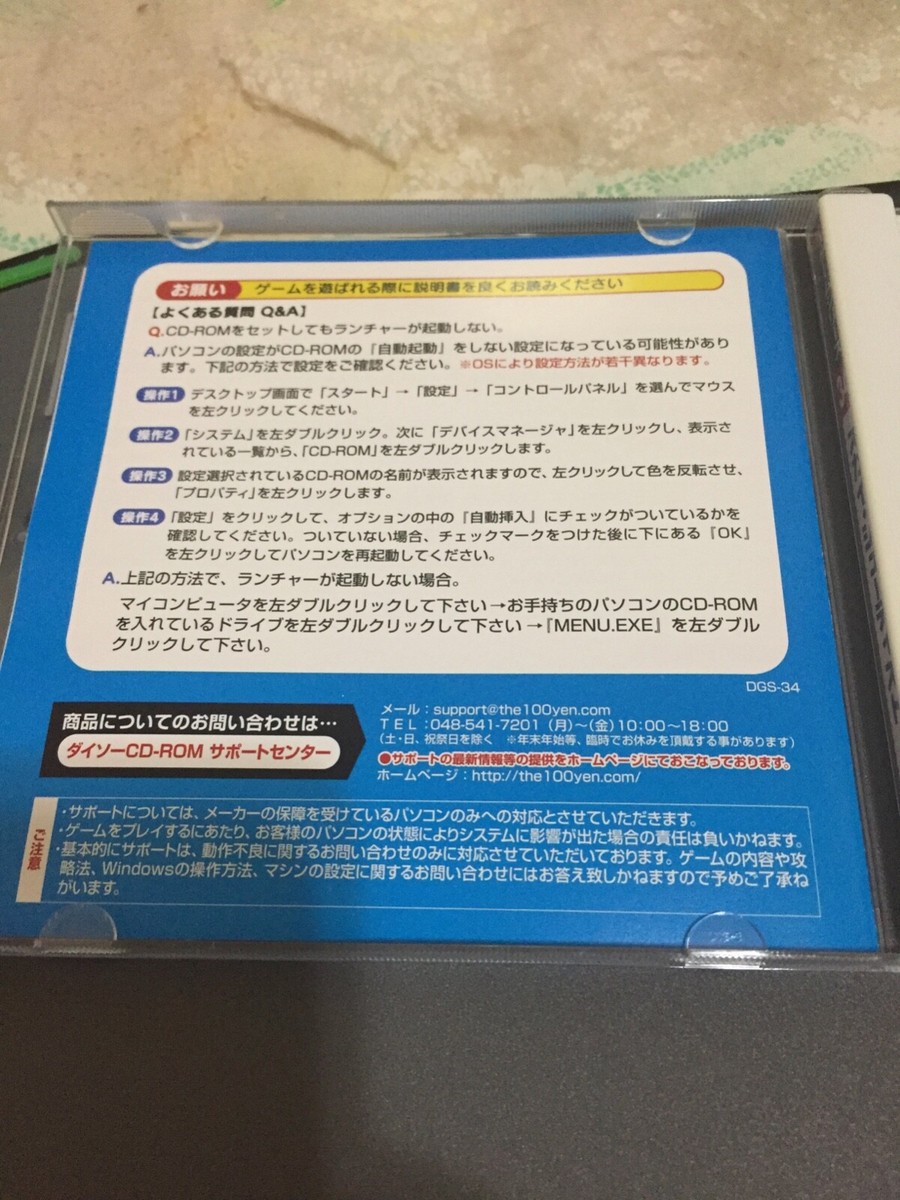 お願い ゲームを遊ばれる際に説明書を良くお読みください
【よくある質問 Q&A】
Q.CD-ROMをセットしてもランチャーが起動しない。
A.パソコンの設定がCD-ROMの『自動起動』をしない設定になっている可能性があり
ます。下記の方法で設定をご確認ください。※OSにより設定方法が若干異なります。
操作1 デスクトップ画面で「スタート」→「設定」→「コントロールパネル」を選んでマウス
を左クリックしてください。
操作2 「システム」を左ダブルクリック。次に「デバイスマネージャ」を左クリックし、表示さ
れている一覧から、「CD-ROM」を左ダブルクリックします。
操作3 設定選択されているCD-ROMの名前が表示されますので、左クリックして色を反転させ、
「プロパティ」を左クリックします。
操作4 「設定」をクリックして、オプションの中の『自動挿入』にチェックがついているかを
確認してください。ついていない場合、チェックマークをつけた後に下にある『OK』
を左クリックしてパソコンを再起動してください。
A.上記の方法で、ランチャーが起動しない場合。
マイコンピュータを左ダブルクリックして下さい→お手持ちのパソコンのCD-ROM
を入れているドライブを左ダブルクリックして下さい→『MENU.EXE』を左ダブル
クリックして下さい。
DGS-34
商品についてのお問い合わせは…
ダイソーCD-ROM サポートセンター
メール：support@the100yen.com
TEL：048-541-7201（月）〜（金）10：00〜18：00
（土・日、祝祭日を除く ※年末年始等、臨時でお休みを頂戴する事があります）
●サポートの最新情報等の提供をホームページにておこなっております。
ホームページ：http://the100yen.com/
ご注意
・サポートについては、メーカーの保障を受けているパソコンのみへの対応とさせていただきます。
・ゲームをプレイするにあたり、お客様のパソコンの状態によりシステムに影響が出た場合の責任は負いかねます。
・基本的にサポートは、動作不良に関するお問い合わせのみに対応させていただいております。ゲームの内容や攻
略法、Windowsの操作方法、マシンの設定に関するお問い合わせにはお答え致しかねますので予めご了承ね
がいます。